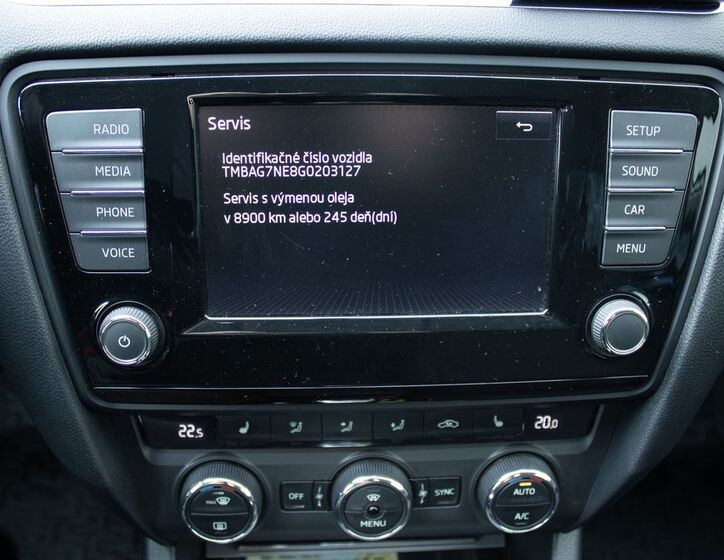 RADIO
MEDIA
PHONE
VOICE
Servis
Identifikačné číslo vozidla
TMBAG7NE8G0203127
Servis s výmenou oleja
v 8900 km alebo 245 deň(dní)
SETUP
SOUND
CAR
MENU
22.5
20.0
MAX
OFF
MENU
SYNC
AUTO
A/C